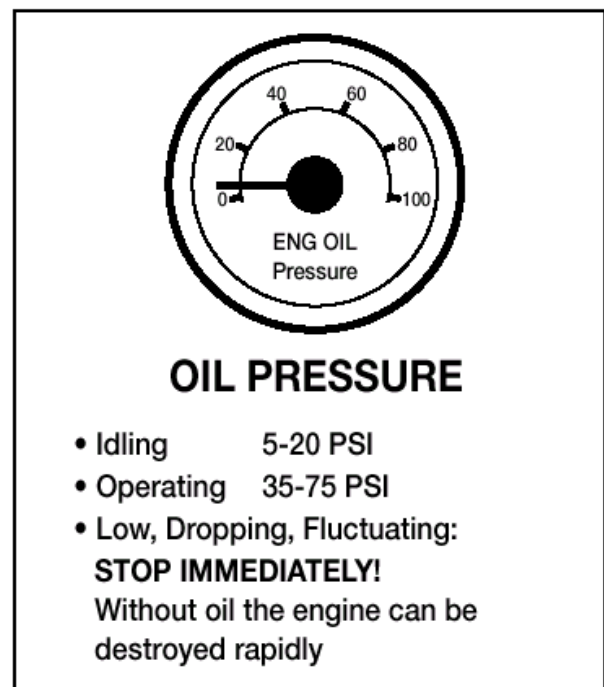 40 60
20 80
0 100
ENG OIL
Pressure
OIL PRESSURE
• Idling 5-20 PSI
• Operating 35-75 PSI
• Low, Dropping, Fluctuating:
STOP IMMEDIATELY!
Without oil the engine can be
destroyed rapidly